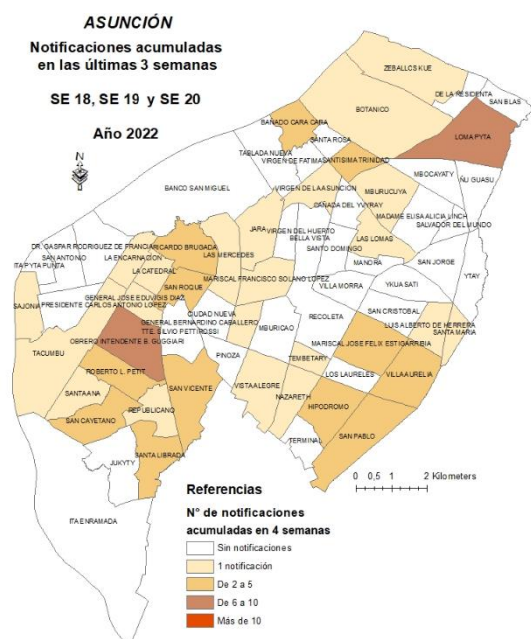 ASUNCIÓN
Notificaciones acumuladas
en las últimas 3 semanas
SE 18, SE 19 y SE 20
Año 2022
N
ZEBALLOS KUE
DE LA RESIDENTA
SAN BLAS
BOTANICO
BAÑADO CARA CARA
LOMA PYTA
SANTA ROSA
TABLADA NUEVA
VIRGEN DE FATIMA
SANTISIMA TRINIDAD
MBOCAYATY
ÑU GUASU
BANCO SAN MIGUEL
VIRGEN DE LA ASUNCION
MBURUCUYA
CAÑADA DEL YVYRAY
MADAME ELISA ALICIA LINCH
SALVADOR DEL MUNDO
JARA
VIRGEN DEL HUERTO
BELLA VISTA
LAS LOMAS
SANTO DOMINGO
DR. GASPAR RODRIGUEZ DE FRANCIA
RICARDO BRUGADA
SAN ANTONIO
LAS MERCEDES
LA ENCARNACION
MANORA
SAN JORGE
ITA PYTA PUNTA
LA CATEDRAL
MARISCAL FRANCISCO SOLANO LOPEZ
YTAY
SAN ROQUE
VILLA MORRA
YKUA SATI
GENERAL JOSE EDUVIGIS DIAZ
SAJONIA
PRESIDENTE CARLOS ANTONIO LOPEZ
CIUDAD NUEVA
RECOLETA
SAN CRISTOBAL
GENERAL BERNARDINO CABALLERO
LUIS ALBERTO DE HERRERA
TTE. SILVIO PETTIROSSI
MBURICAO
SANTA MARIA
OBRERO INTENDENTE B. GUGGIARI
MARISCAL JOSE FELIX ESTIGARRIBIA
TACUMBU
PINOZA
TEMBETARY
ROBERTO L. PETIT
LOS LAURELES
VILLA AURELIA
SANTA ANA
SAN VICENTE
VISTA ALEGRE
NAZARETH
REPUBLICANO
HIPODROMO
SAN CAYETANO
SAN PABLO
TERMINAL
SANTA LIBRADA
JUKYTY
ITA ENRAMADA
0 0,5 1 2 Kilometers
Referencias
N° de notificaciones
acumuladas en 4 semanas
Sin notificaciones
1 notificación
De 2 a 5
De 6 a 10
Más de 10